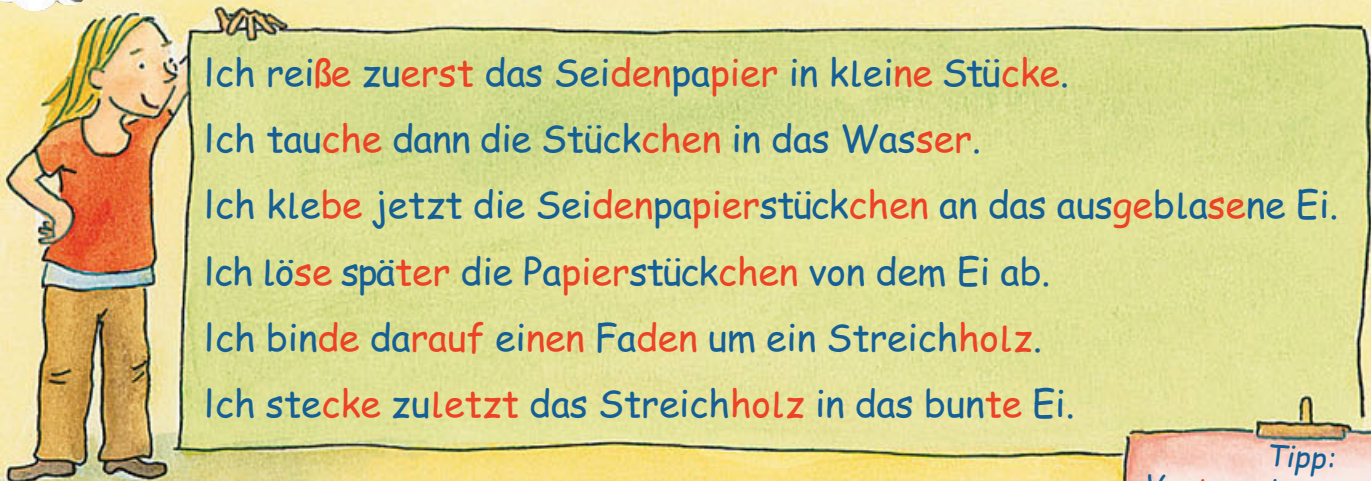 Ich reiße zuerst das Seidenpapier in kleine Stücke.
Ich tauche dann die Stückchen in das Wasser.
Ich klebe jetzt die Seidenpapierstückchen an das ausgeblasene Ei.
Ich löse später die Papierstückchen von dem Ei ab.
Ich binde darauf einen Faden um ein Streichholz.
Ich stecke zuletzt das Streichholz in das bunte Ei.
Tipp: